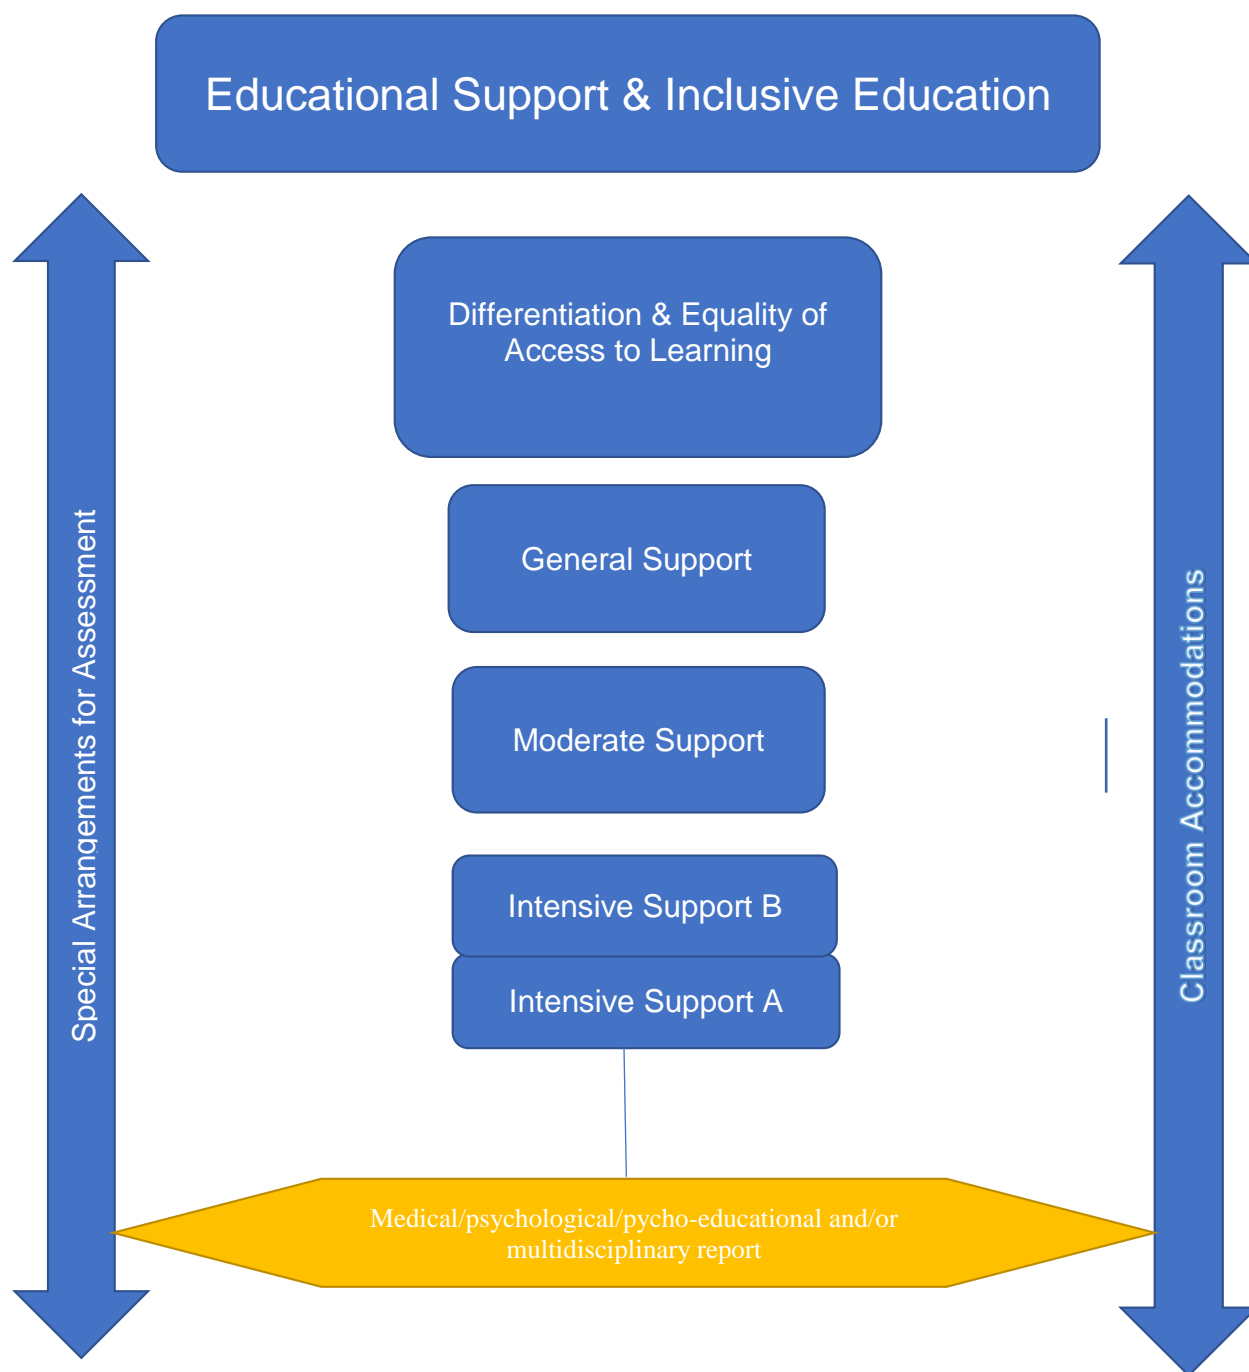 Educational Support & Inclusive Education
Differentiation & Equality of
Access to Learning
General Support
Moderate Support
Intensive Support B
Intensive Support A
Special Arrangements for Assessment
Classroom Accommodations
Medical/psychological/pycho-educational and/or
multidisciplinary report